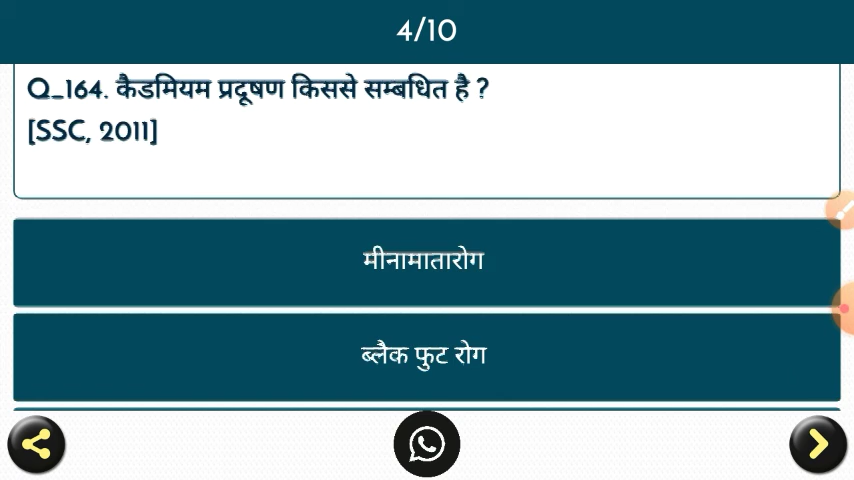 4/10
Q_164. कैडमियम प्रदूषण किससे सम्बधित है ?
[SSC, 2011]
मीनामातारोग
ब्लैक फुट रोग